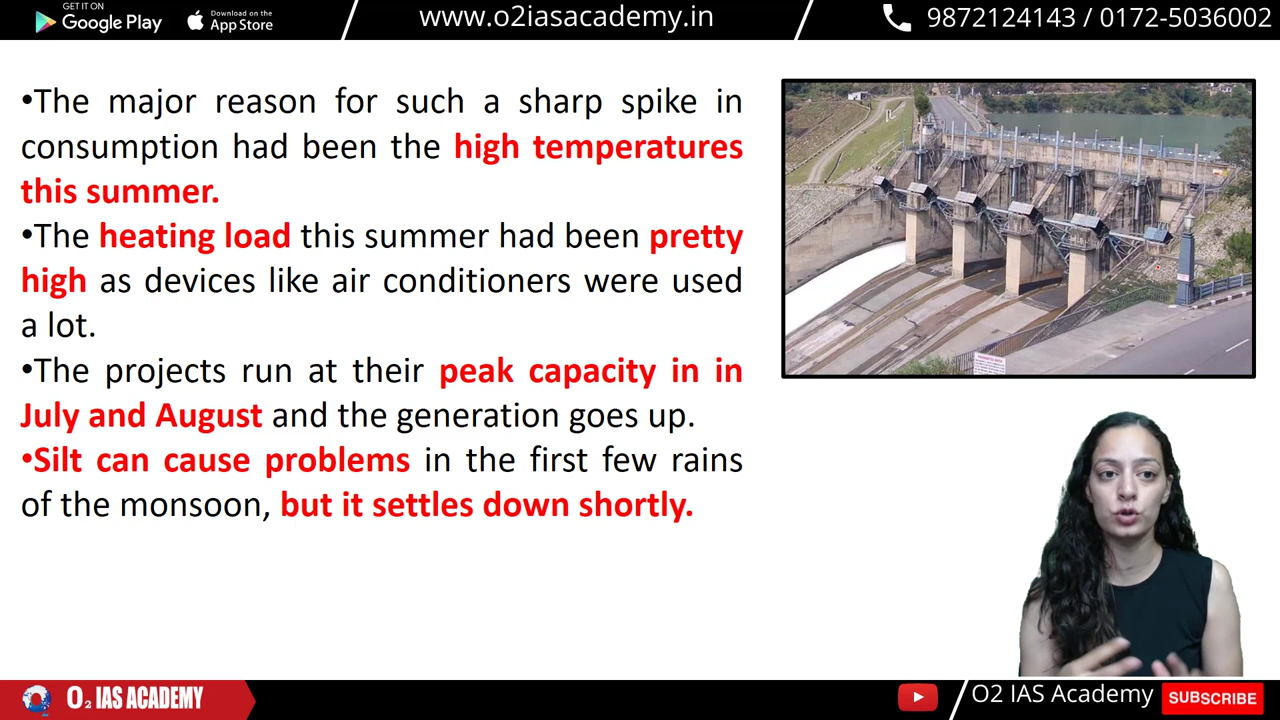 GET IT ON
Google Play
Download on the
App Store
www.o2iasacademy.in
9872124143 / 0172-5036002
•The major reason for such a sharp spike in
consumption had been the high temperatures
this summer.
•The heating load this summer had been pretty
high as devices like air conditioners were used
a lot.
•The projects run at their peak capacity in in
July and August and the generation goes up.
•Silt can cause problems in the first few rains
of the monsoon, but it settles down shortly.
O₂ IAS ACADEMY
O2 IAS Academy
SUBSCRIBE